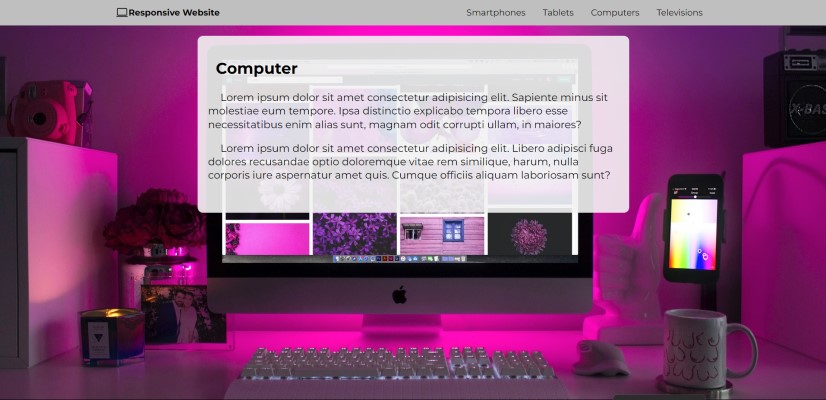 Responsive Website
Smartphones Tablets Computers Televisions
Computer
Lorem ipsum dolor sit amet consectetur adipisicing elit. Sapiente minus sit
molestiae eum tempore. Ipsa distinctio explicabo tempora libero esse
necessitatibus enim alias sunt, magnam odit corrupti ullam, in maiores?
Lorem ipsum dolor sit amet consectetur adipisicing elit. Libero adipisci fuga
dolores recusandae optio doloremque vitae rem similique, harum, nulla
corporis iure aspernatur amet quis. Cumque officiis aliquam laboriosam sunt?
X-BAS